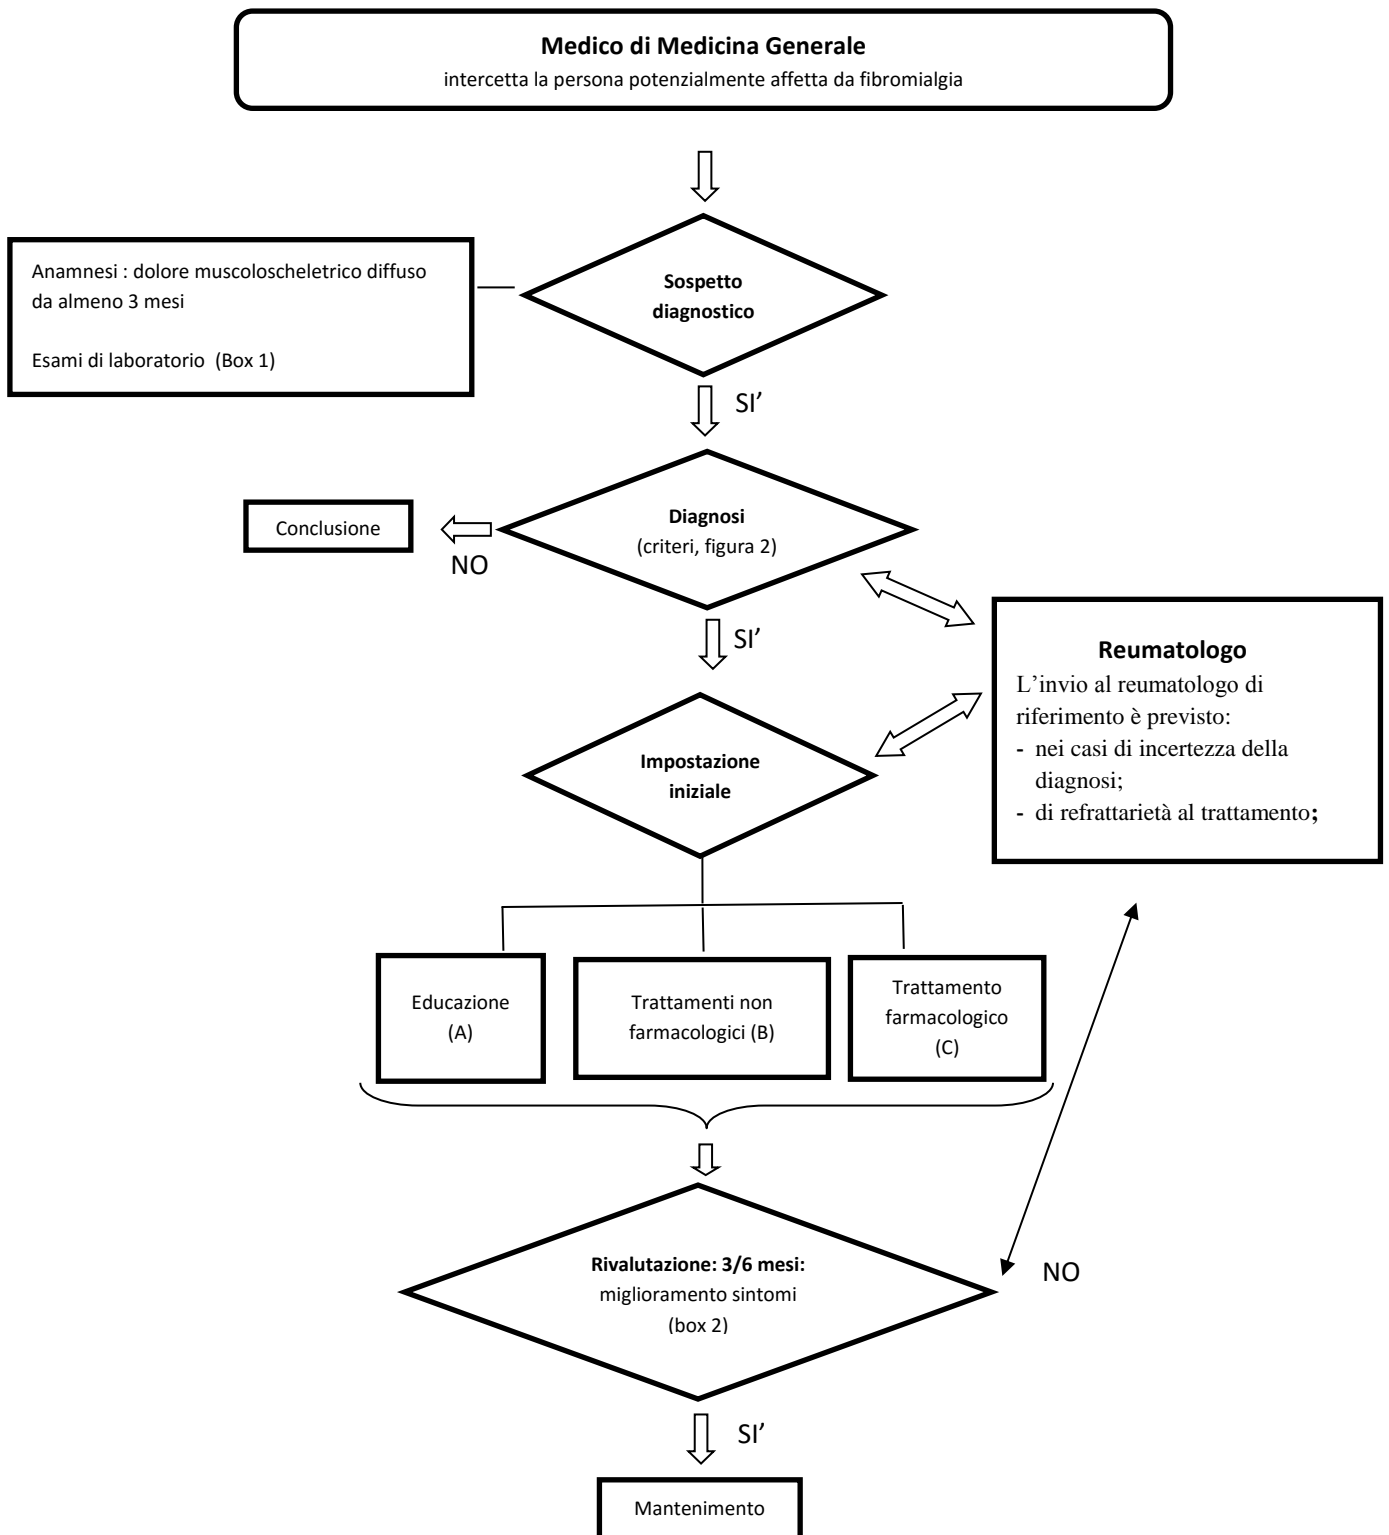 Medico di Medicina Generale
intercetta la persona potenzialmente affetta da fibromialgia
Anamnesi : dolore muscoloscheletrico diffuso
da almeno 3 mesi
Esami di laboratorio  (Box 1)
Sospetto
diagnostico
SI’
Diagnosi
(criteri, figura 2)
Conclusione
NO
SI’
Reumatologo
L’invio al reumatologo di
riferimento è previsto:
- nei casi di incertezza della
diagnosi;
- di refrattarietà al trattamento;
Impostazione
iniziale
Educazione
(A)
Trattamenti non
farmacologici (B)
Trattamento
farmacologico
(C)
Rivalutazione: 3/6 mesi:
miglioramento sintomi
(box 2)
NO
SI’
Mantenimento